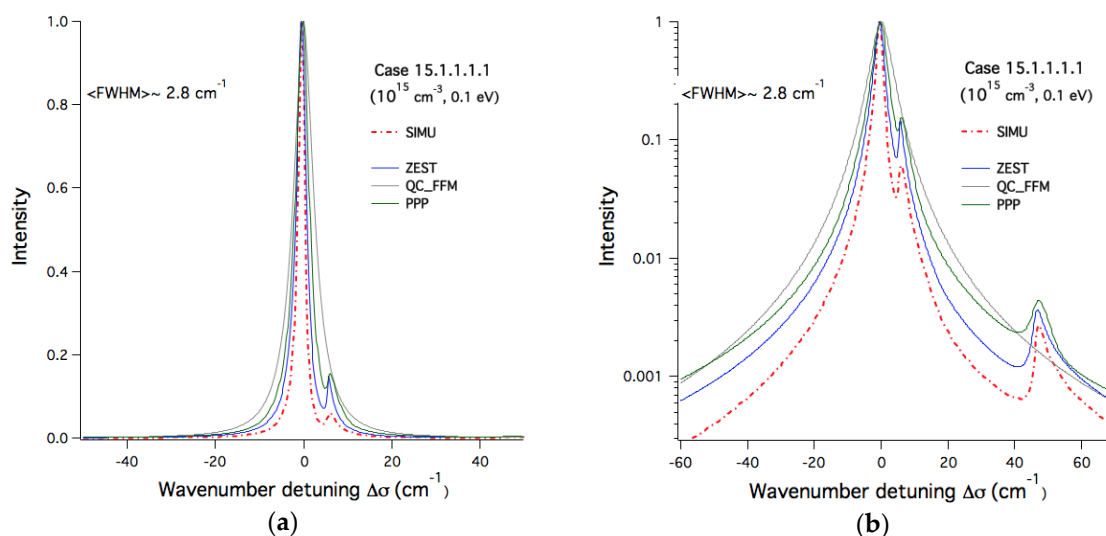 1.0
0.8
0.6
0.4
0.2
0.0
Intensity
<FWHM>~ 2.8 cm⁻¹
Case 15.1.1.1.1
(10¹⁵ cm⁻³, 0.1 eV)
SIMU
ZEST
QC_FFM
PPP
-40 -20 0 20 40
Wavenumber detuning Δσ (cm⁻¹)
(a)
1
0.1
0.01
0.001
Intensity
<FWHM>~ 2.8 cm⁻¹
Case 15.1.1.1.1
(10¹⁵ cm⁻³, 0.1 eV)
SIMU
ZEST
QC_FFM
PPP
-60 -40 -20 0 20 40 60
Wavenumber detuning Δσ (cm⁻¹)
(b)